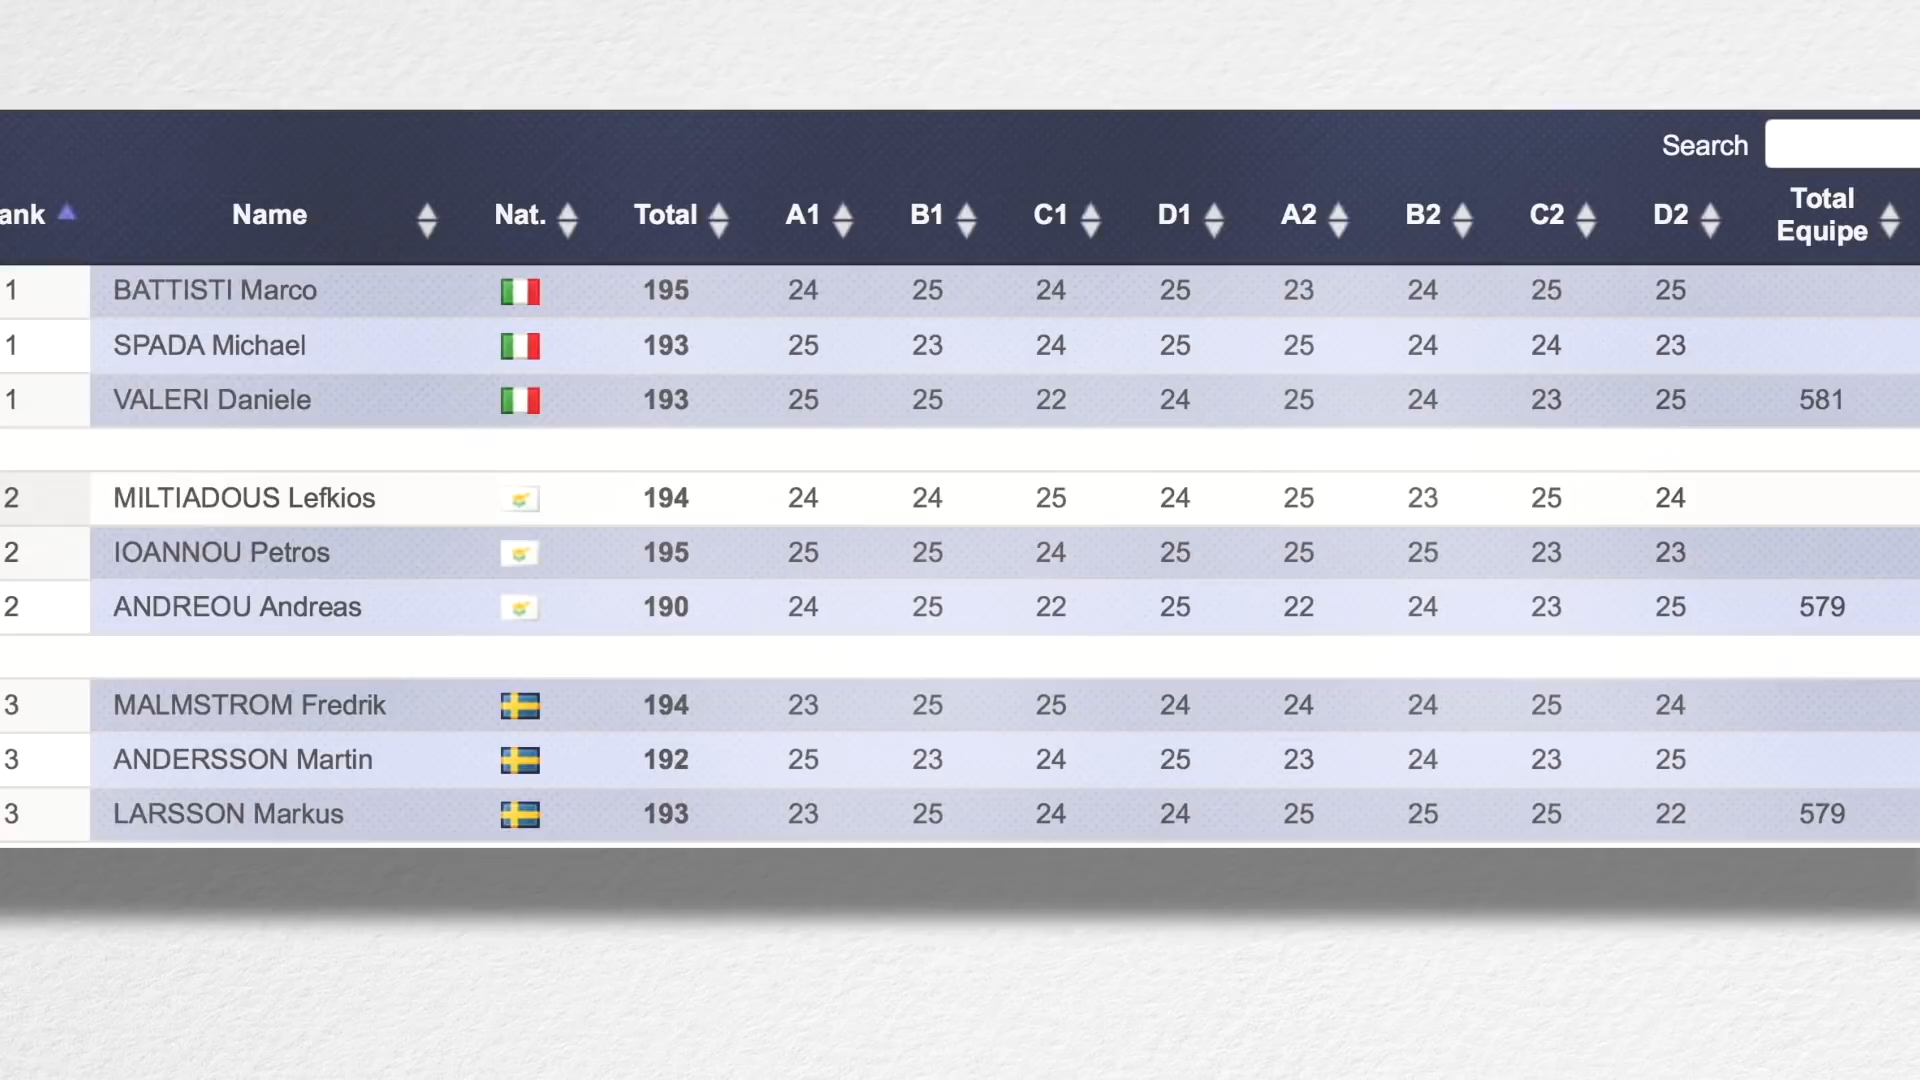 Search
ank Name Nat. Total A1 B1 C1 D1 A2 B2 C2 D2 Total Equipe
1 BATTISTI Marco 195 24 25 24 25 23 24 25 25
1 SPADA Michael 193 25 23 24 25 25 24 24 23
1 VALERI Daniele 193 25 25 22 24 25 24 23 25 581
2 MILTIADOUS Lefkios 194 24 24 25 24 25 23 25 24
2 IOANNOU Petros 195 25 25 24 25 25 25 23 23
2 ANDREOU Andreas 190 24 25 22 25 22 24 23 25 579
3 MALMSTROM Fredrik 194 23 25 25 24 24 24 25 24
3 ANDERSSON Martin 192 25 23 24 25 23 24 23 25
3 LARSSON Markus 193 23 25 24 24 25 25 25 22 579